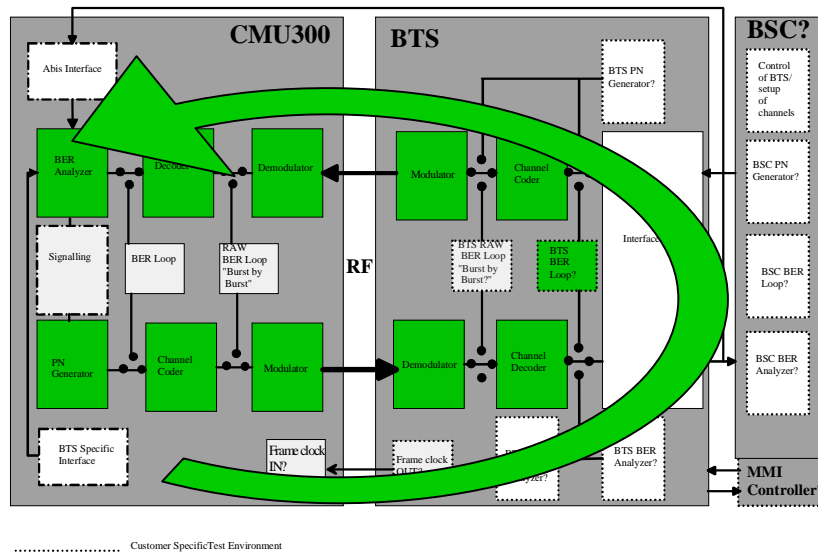 CMU300
BTS
BSC?
Abis Interface
BTS PN
Generator?
Control
of BTS/
setup
of
channels
BER
Analyzer
Decoder
Demodulator
Modulator
Channel
Coder
BSC PN
Generator?
Signalling
BER Loop
RAW
BER Loop
"Burst by
Burst"
RF
BTS RAW
BER Loop
"Burst by
Burst?"
BTS
BER
Loop?
Interface
BSC BER
Loop?
PN
Generator
Channel
Coder
Modulator
Demodulator
Channel
Decoder
BSC BER
Analyzer?
BTS Specific
Interface
Frame clock
IN?
Frame clock
OUT?
BTS BER
Analyzer?
MMI
Controller?
Customer SpecificTest Environment